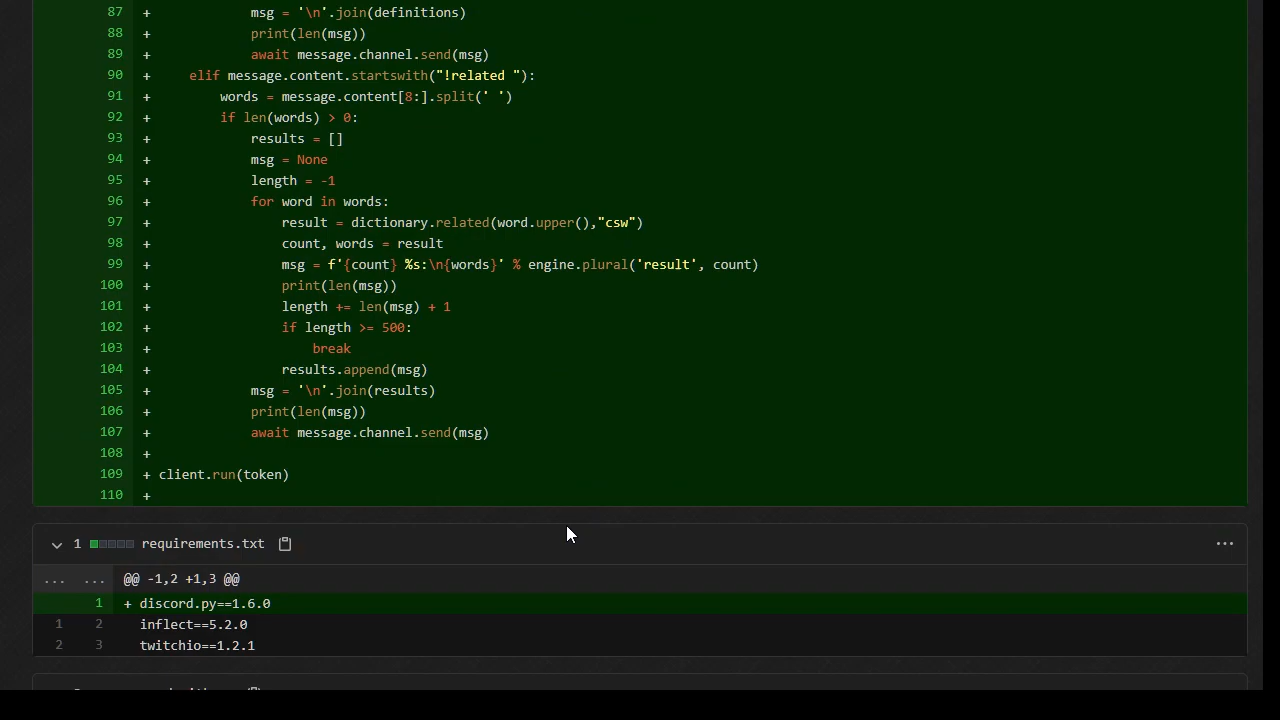 87 + msg = '\n'.join(definitions)
88 + print(len(msg))
89 + await message.channel.send(msg)
90 + elif message.content.startswith("!related "):
91 + words = message.content[8:].split(' ')
92 + if len(words) > 0:
93 + results = []
94 + msg = None
95 + length = -1
96 + for word in words:
97 + result = dictionary.related(word.upper(),"csw")
98 + count, words = result
99 + msg = f'{count} %s:\n{words}' % engine.plural('result', count)
100 + print(len(msg))
101 + length += len(msg) + 1
102 + if length >= 500:
103 + break
104 + results.append(msg)
105 + msg = '\n'.join(results)
106 + print(len(msg))
107 + await message.channel.send(msg)
108 +
109 + client.run(token)
110 +
1 requirements.txt ...
... ... @@ -1,2 +1,3 @@
1 + discord.py==1.6.0
1 2 inflect==5.2.0
2 3 twitchio==1.2.1